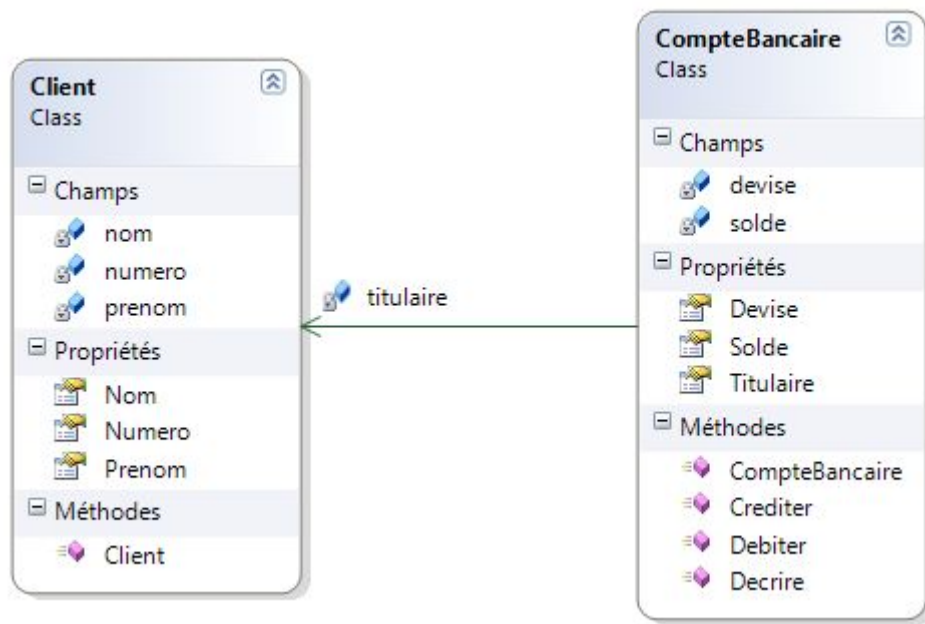 Client
Class
Champs
nom
numero
prenom
Propriétés
Nom
Numero
Prenom
Méthodes
Client
titulaire
CompteBancaire
Class
Champs
devise
solde
Propriétés
Devise
Solde
Titulaire
Méthodes
CompteBancaire
Crediter
Debiter
Decrire